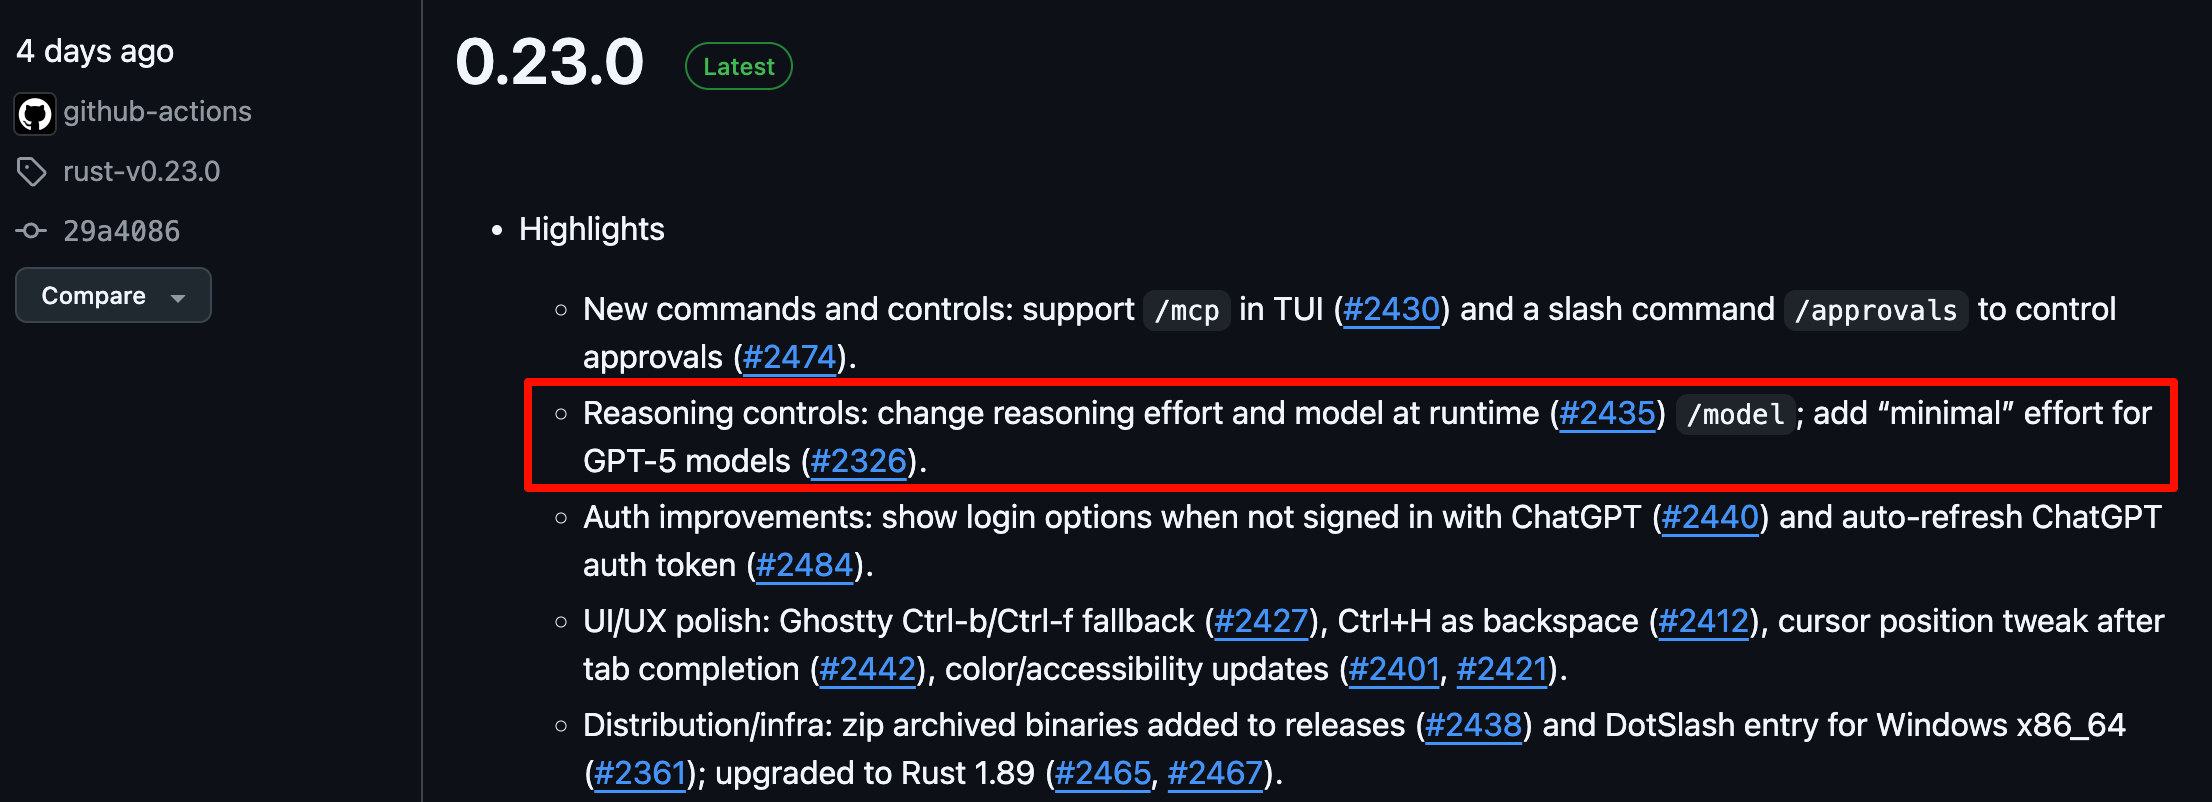 4 days ago
github-actions
rust-v0.23.0
29a4086
Compare
0.23.0 Latest
• Highlights
◦ New commands and controls: support /mcp in TUI (#2430) and a slash command /approvals to control
approvals (#2474).
◦ Reasoning controls: change reasoning effort and model at runtime (#2435) /model; add “minimal” effort for
GPT-5 models (#2326).
◦ Auth improvements: show login options when not signed in with ChatGPT (#2440) and auto-refresh ChatGPT
auth token (#2484).
◦ UI/UX polish: Ghostty Ctrl-b/Ctrl-f fallback (#2427), Ctrl+H as backspace (#2412), cursor position tweak after
tab completion (#2442), color/accessibility updates (#2401, #2421).
◦ Distribution/infra: zip archived binaries added to releases (#2438) and DotSlash entry for Windows x86_64
(#2361); upgraded to Rust 1.89 (#2465, #2467).